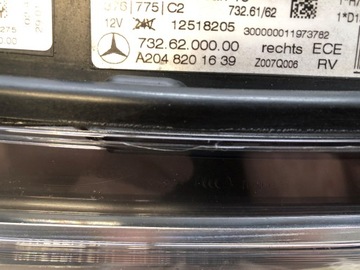 775 | C2
732.61/62
12V 24V 12518205
300000011973782
732.62.000.00 rechts ECE
A204 820 16 39 Z007Q006 RV